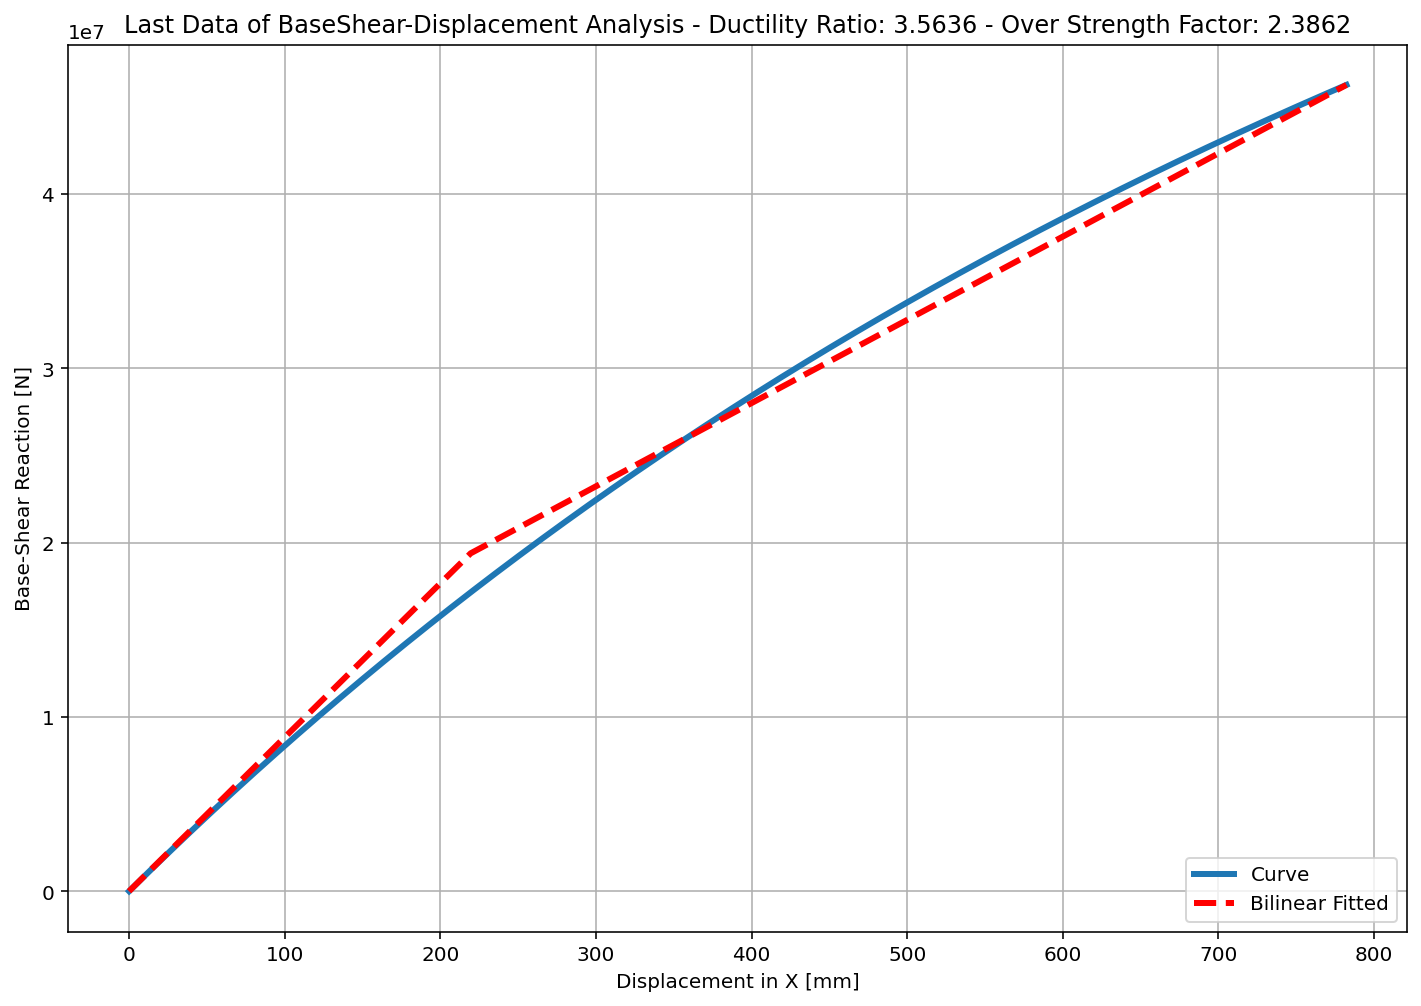 Last Data of BaseShear-Displacement Analysis - Ductility Ratio: 3.5636 - Over Strength Factor: 2.3862
1e7
4
3
2
1
0
Base-Shear Reaction [N]
0 100 200 300 400 500 600 700 800
Displacement in X [mm]
Curve
Bilinear Fitted